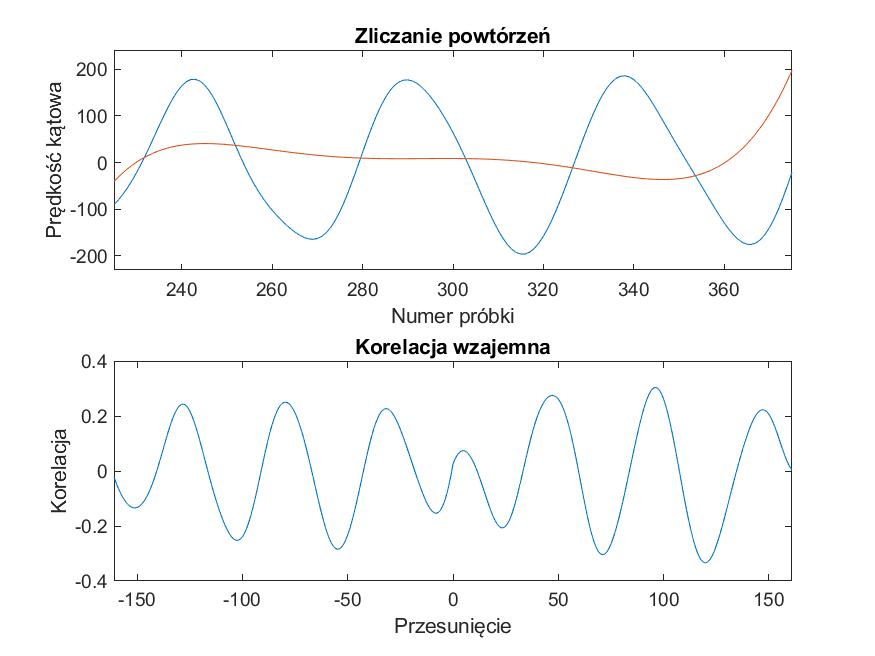 Zliczanie powtórzeń
200
100
0
-100
-200
Prędkość kątowa
240 260 280 300 320 340 360
Numer próbki
Korelacja wzajemna
0.4
0.2
0
-0.2
-0.4
Korelacja
-150 -100 -50 0 50 100 150
Przesunięcie